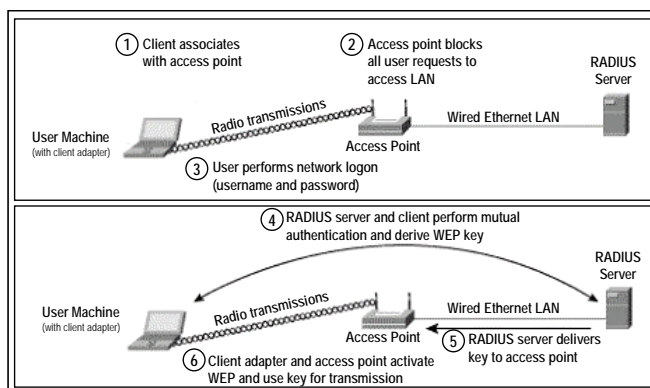 1 Client associates
with access point
2 Access point blocks
all user requests to
access LAN
RADIUS
Server
Radio transmissions
Wired Ethernet LAN
User Machine
(with client adapter)
Access Point
3 User performs network logon
(username and password)
4 RADIUS server and client perform mutual
authentication and derive WEP key
RADIUS
Server
Radio transmissions
Wired Ethernet LAN
User Machine
(with client adapter)
Access Point
5 RADIUS server delivers
key to access point
6 Client adapter and access point activate
WEP and use key for transmission